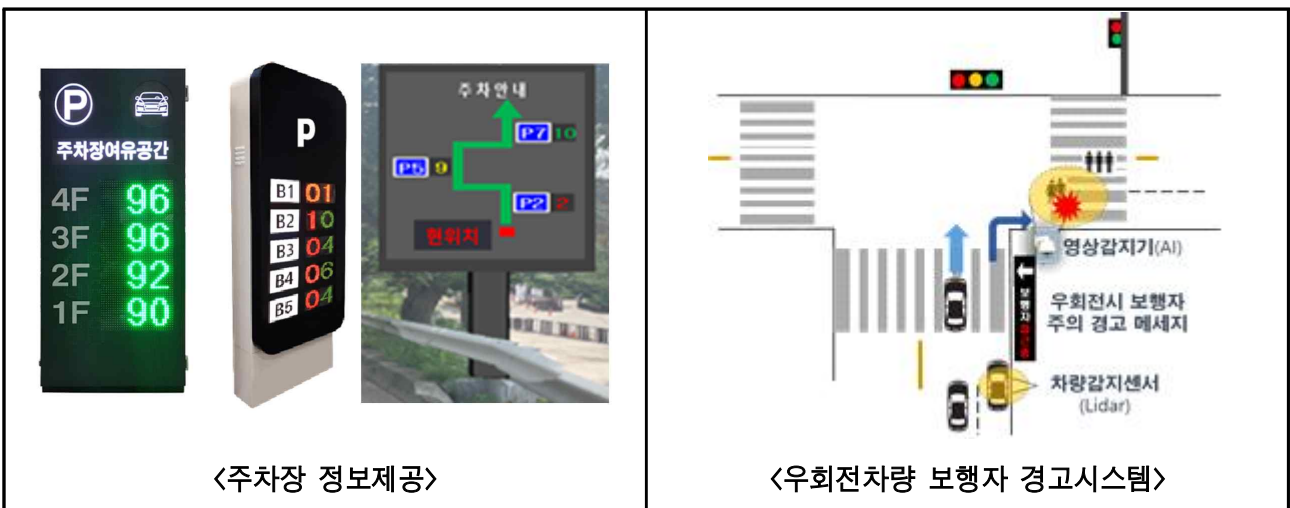 P
주차장여유공간
4F 96
3F 96
2F 92
1F 90
P
B1 01
B2 10
B3 04
B4 06
B5 04
주차안내
P7 10
P5 9
P2 2
현위치
<주차장 정보제공>
영상감지기(AI)
우회전시 보행자
주의 경고 메세지
보행자
차량감지센서
(Lidar)
<우회전차량 보행자 경고시스템>